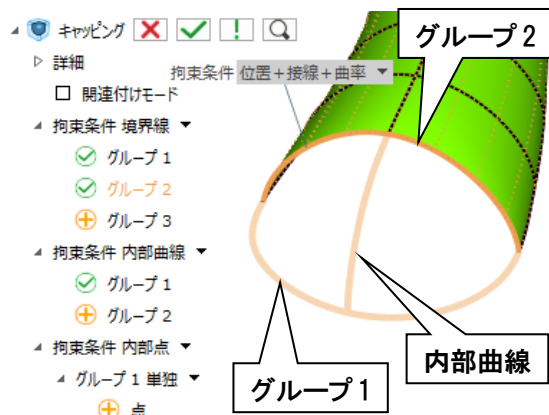 キャッピング
詳細
拘束条件 位置+接線+曲率
関連付けモード
拘束条件 境界線
グループ 1
グループ 2
グループ 3
拘束条件 内部曲線
グループ 1
グループ 2
拘束条件 内部点
グループ 1 単独
点
グループ2
内部曲線
グループ1